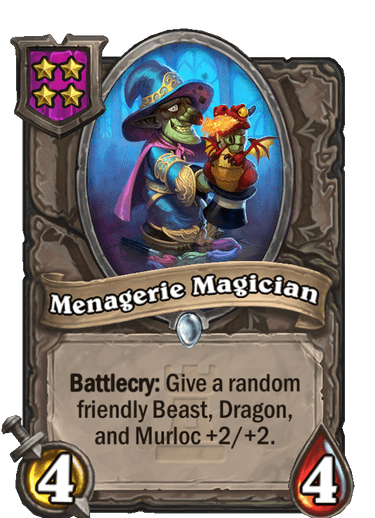 Menagerie Magician
Battlecry: Give a random
friendly Beast, Dragon,
and Murloc +2/+2.
4
4